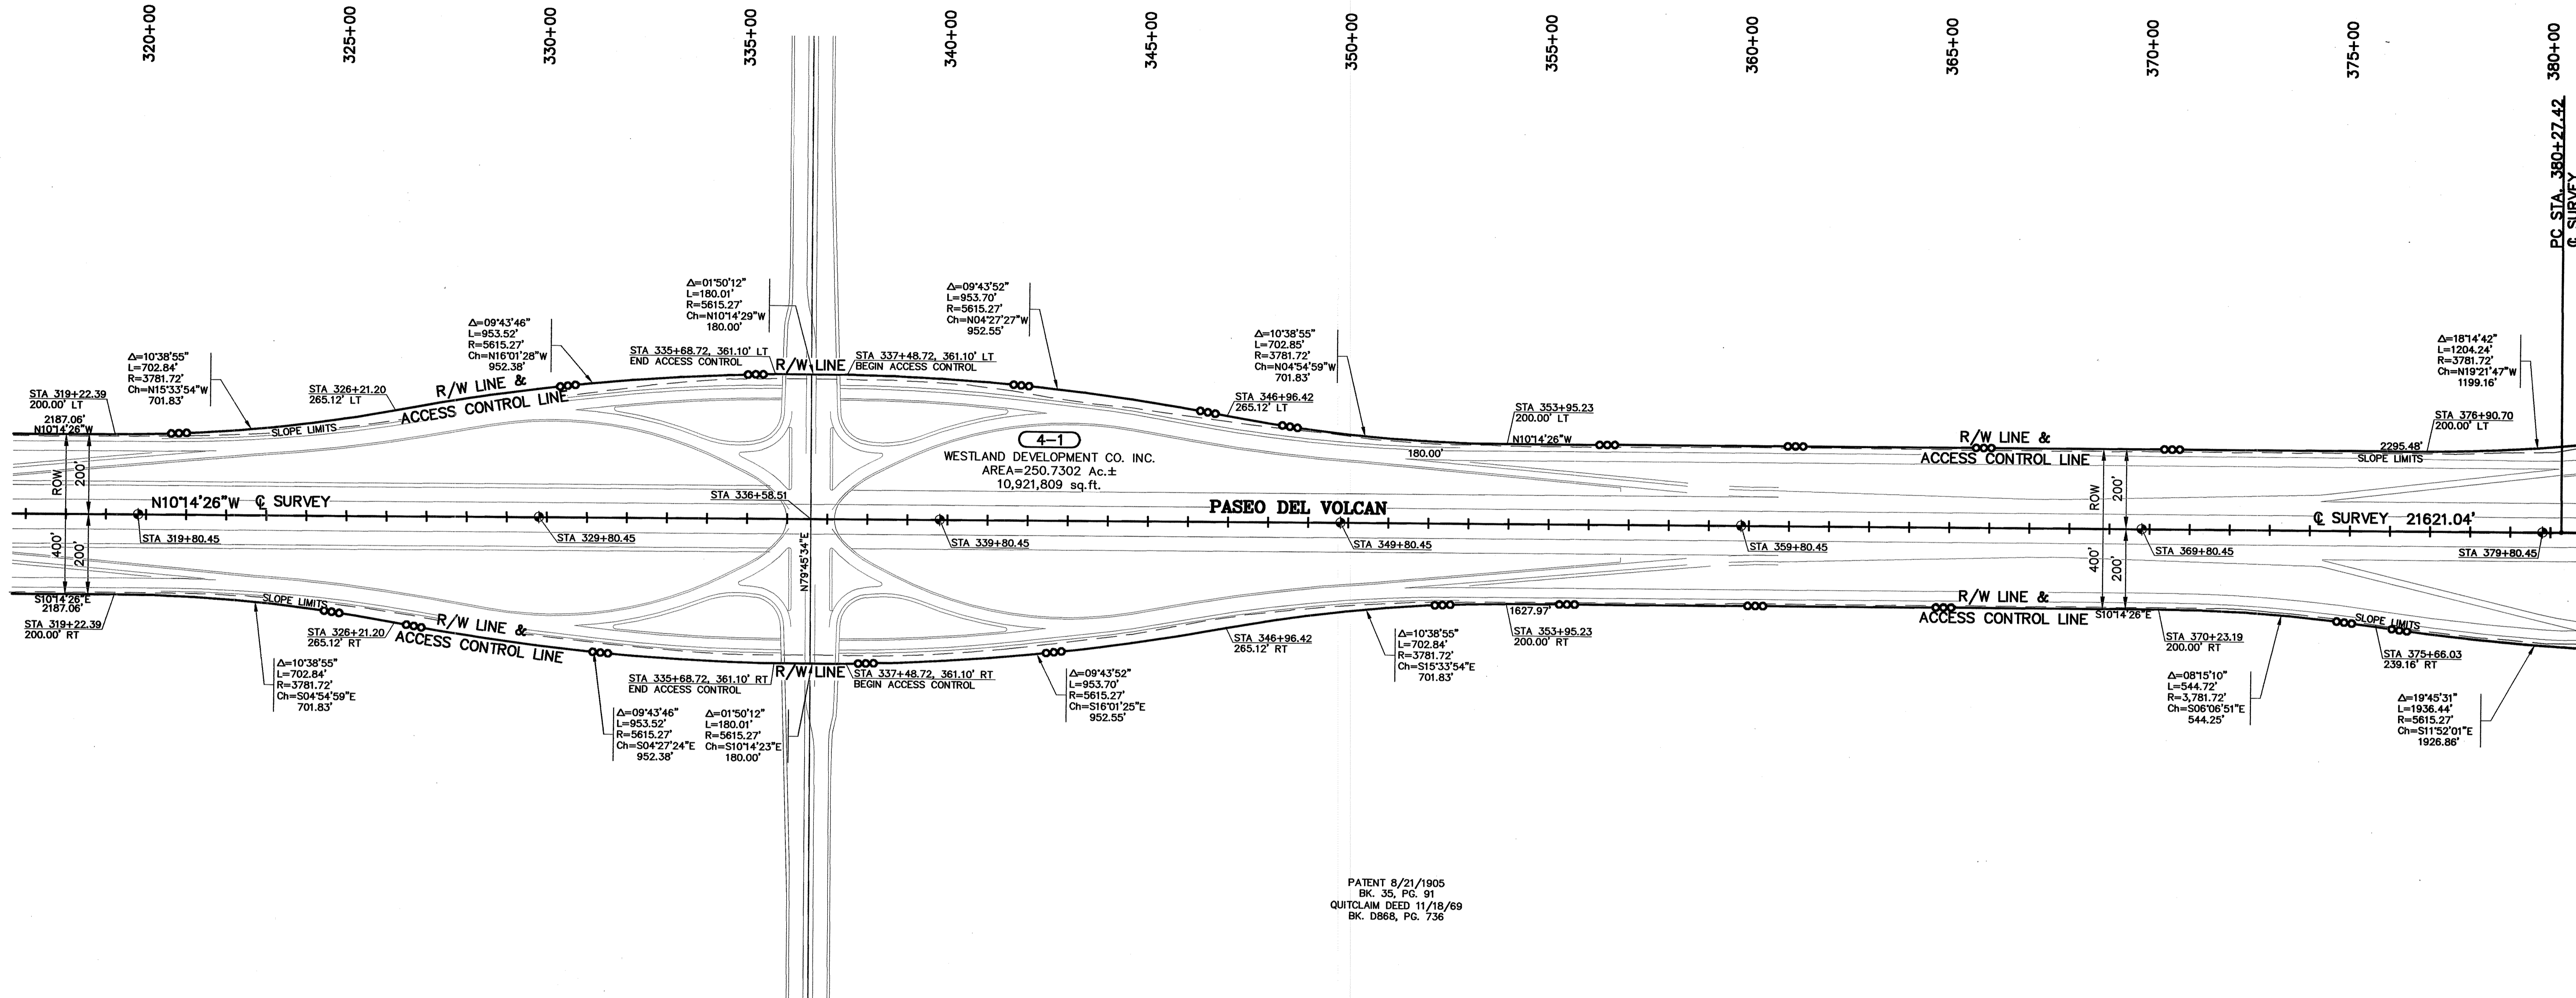 320+00
325+00
330+00
335+00
340+00
345+00
350+00
355+00
360+00
365+00
370+00
375+00
380+00
PC STA. 380+27.42
℄ SURVEY
Δ=10°38'55"
L=702.84'
R=3781.72'
Ch=N15°33'54"W
701.83'
Δ=09°43'46"
L=953.52'
R=5615.27'
Ch=N16°01'28"W
952.38'
Δ=01°50'12"
L=180.01'
R=5615.27'
Ch=N10°14'29"W
180.00'
Δ=09°43'52"
L=953.70'
R=5615.27'
Ch=N04°27'27"W
952.55'
Δ=10°38'55"
L=702.85'
R=3781.72'
Ch=N04°54'59"W
701.83'
Δ=18°14'42"
L=1204.24'
R=3781.72'
Ch=N19°21'47"W
1199.16'
STA 319+22.39
200.00' LT
2187.06'
N10°14'26"W
STA 326+21.20
265.12' LT
R/W LINE &
ACCESS CONTROL LINE
SLOPE LIMITS
STA 335+68.72, 361.10' LT
END ACCESS CONTROL
R/W LINE
STA 337+48.72, 361.10' LT
BEGIN ACCESS CONTROL
STA 346+96.42
265.12' LT
STA 353+95.23
200.00' LT
N10°14'26"W
180.00'
R/W LINE &
ACCESS CONTROL LINE
STA 376+90.70
200.00' LT
2295.48'
SLOPE LIMITS
4-1
WESTLAND DEVELOPMENT CO. INC.
AREA=250.7302 Ac.±
10,921,809 sq.ft.
ROW
200'
400'
200'
N10°14'26"W ℄ SURVEY
STA 336+58.51
PASEO DEL VOLCAN
ROW
200'
400'
200'
℄ SURVEY 21621.04'
STA 319+80.45
STA 329+80.45
N79°45'34"E
STA 339+80.45
STA 349+80.45
STA 359+80.45
STA 369+80.45
STA 379+80.45
S10°14'26"E
2187.06'
STA 319+22.39
200.00' RT
SLOPE LIMITS
STA 326+21.20
265.12' RT
R/W LINE &
ACCESS CONTROL LINE
STA 335+68.72, 361.10' RT
END ACCESS CONTROL
R/W LINE
STA 337+48.72, 361.10' RT
BEGIN ACCESS CONTROL
STA 346+96.42
265.12' RT
1627.97'
STA 353+95.23
200.00' RT
R/W LINE &
ACCESS CONTROL LINE
S10°14'26"E
STA 370+23.19
200.00' RT
SLOPE LIMITS
STA 375+66.03
239.16' RT
Δ=10°38'55"
L=702.84'
R=3781.72'
Ch=S04°54'59"E
701.83'
Δ=09°43'46"
L=953.52'
R=5615.27'
Ch=S04°27'24"E
952.38'
Δ=01°50'12"
L=180.01'
R=5615.27'
Ch=S10°14'23"E
180.00'
Δ=09°43'52"
L=953.70'
R=5615.27'
Ch=S16°01'25"E
952.55'
Δ=10°38'55"
L=702.84'
R=3781.72'
Ch=S15°33'54"E
701.83'
Δ=08°15'10"
L=544.72'
R=3,781.72'
Ch=S06°06'51"E
544.25'
Δ=19°45'31"
L=1936.44'
R=5615.27'
Ch=S11°52'01"E
1926.86'
PATENT 8/21/1905
BK. 35, PG. 91
QUITCLAIM DEED 11/18/69
BK. D868, PG. 736